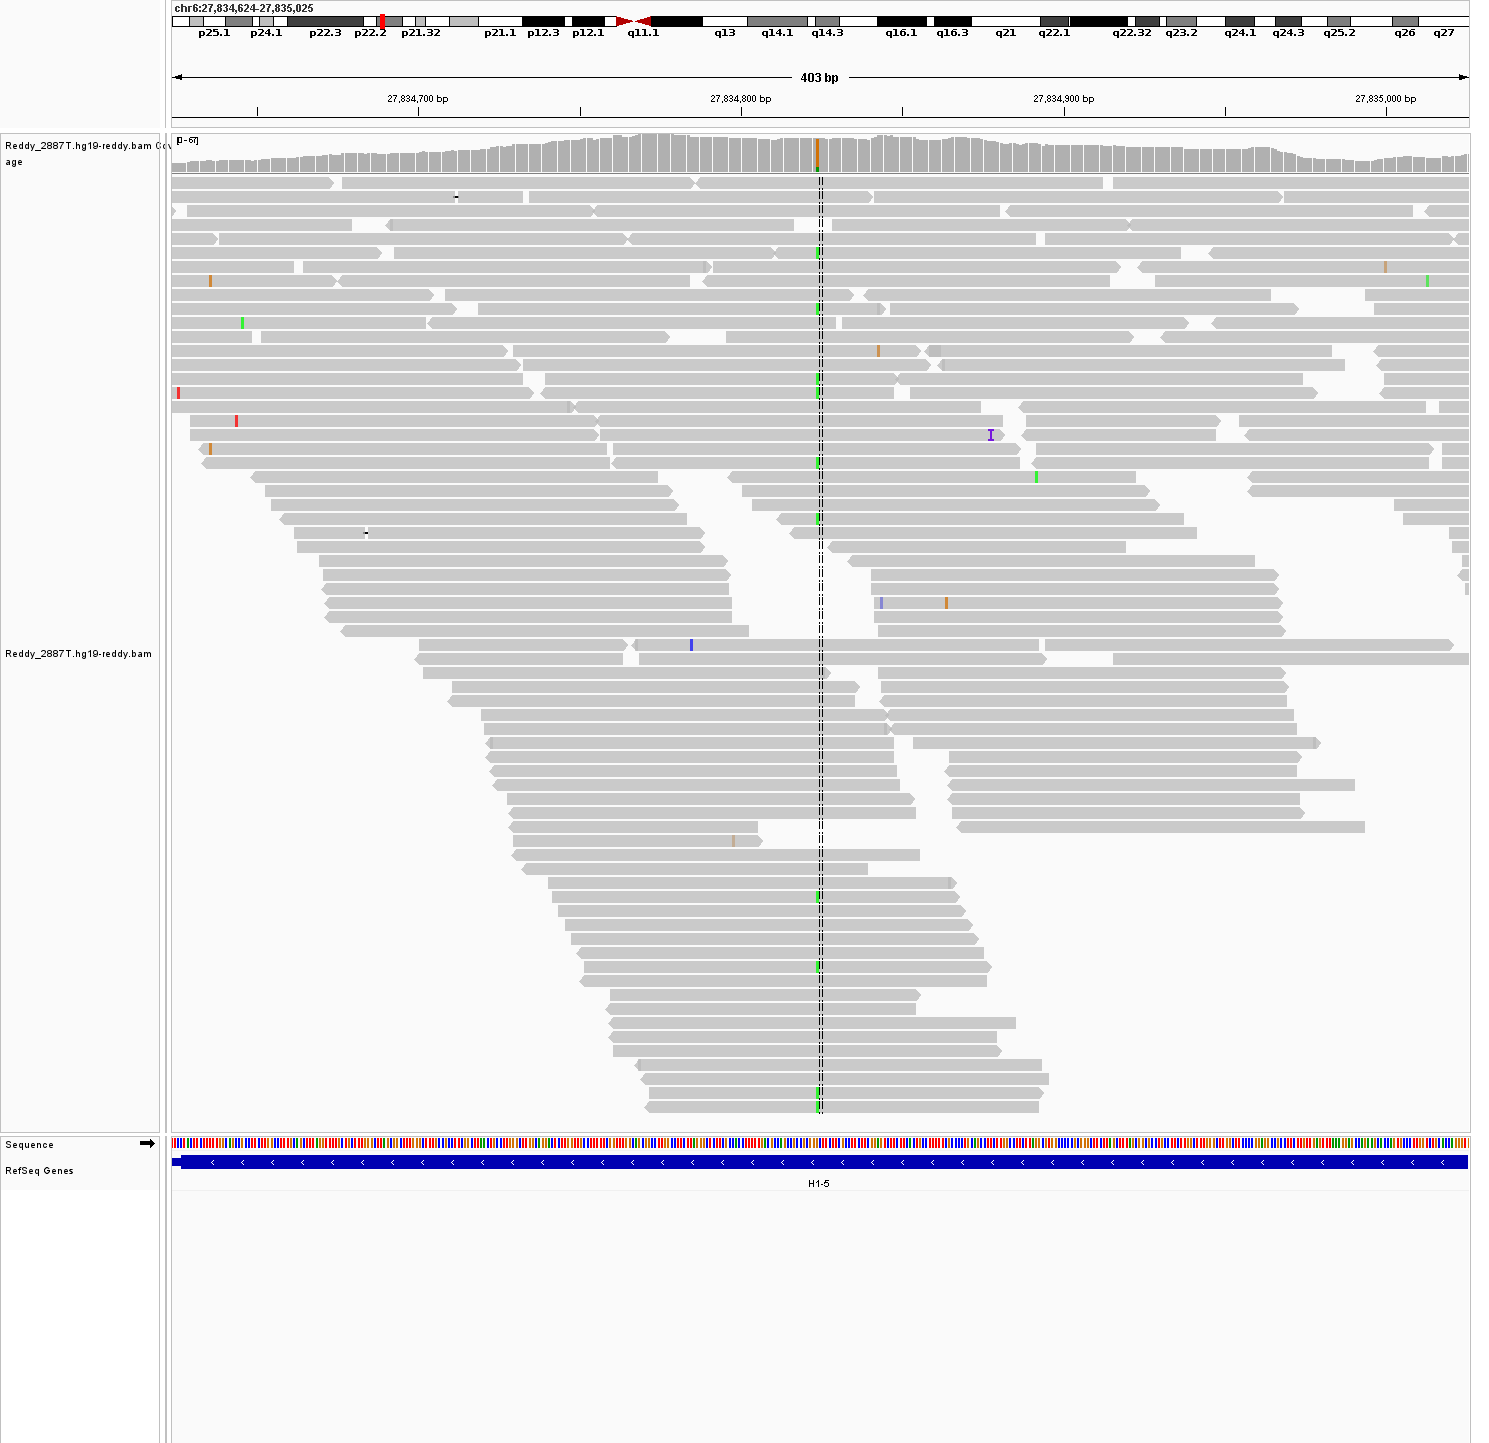 chr6:27,834,624-27,835,025
p25.1 p24.1 p22.3 p22.2 p21.32 p21.1 p12.3 p12.1 q11.1 q13 q14.1 q14.3 q16.1 q16.3 q21 q22.1 q22.32 q23.2 q24.1 q24.3 q25.2 q26 q27
403 bp
27,834,700 bp 27,834,800 bp 27,834,900 bp 27,835,000 bp
[0-67]
Reddy_2887T.hg19-reddy.bam Cov
age
Reddy_2887T.hg19-reddy.bam
Sequence
RefSeq Genes
H1-5